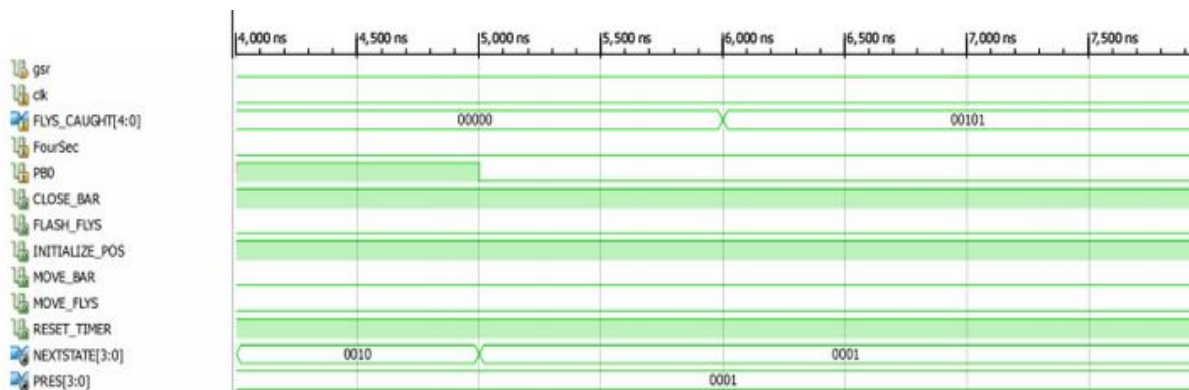 4,000 ns 4,500 ns 5,000 ns 5,500 ns 6,000 ns 6,500 ns 7,000 ns 7,500 ns
gsr
clk
FLYS_CAUGHT[4:0] 00000 00101
FourSec
PB0
CLOSE_BAR
FLASH_FLYS
INITIALIZE_POS
MOVE_BAR
MOVE_FLYS
RESET_TIMER
NEXTSTATE[3:0] 0010 0001
PRES[3:0] 0001